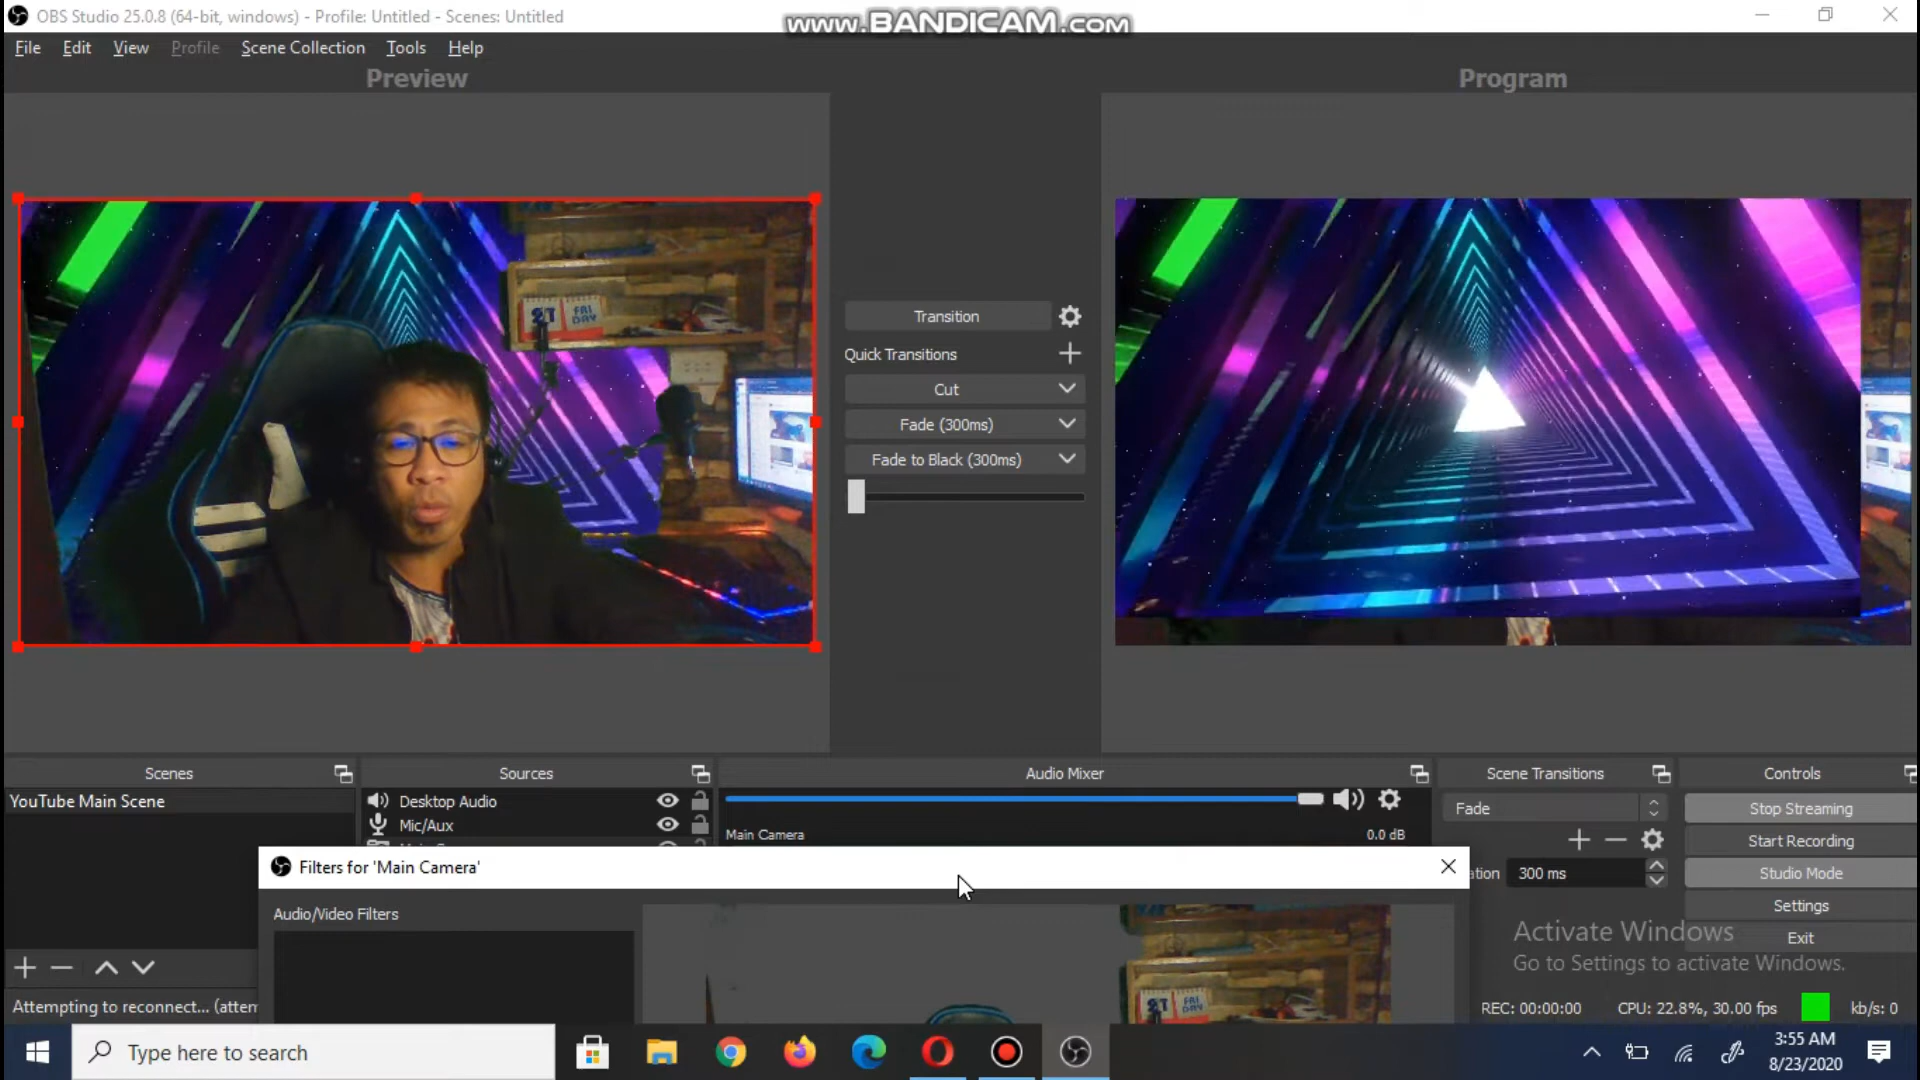 OBS Studio 25.0.8 (64-bit, windows) - Profile: Untitled - Scenes: Untitled
www.BANDICAM.com
File Edit View Profile Scene Collection Tools Help
Preview
Program
FRI
DAY
Transition
Quick Transitions
Cut
Fade (300ms)
Fade to Black (300ms)
Scenes
Sources
Audio Mixer
Scene Transitions
Controls
YouTube Main Scene
Desktop Audio
Mic/Aux
Main Camera
0.0 dB
Fade
300 ms
Stop Streaming
Start Recording
Studio Mode
Settings
Exit
Filters for 'Main Camera'
Audio/Video Filters
FRI
DAY
Activate Windows
Go to Settings to activate Windows.
Attempting to reconnect... (attem
REC: 00:00:00
CPU: 22.8%, 30.00 fps
kb/s: 0
Type here to search
3:55 AM
8/23/2020